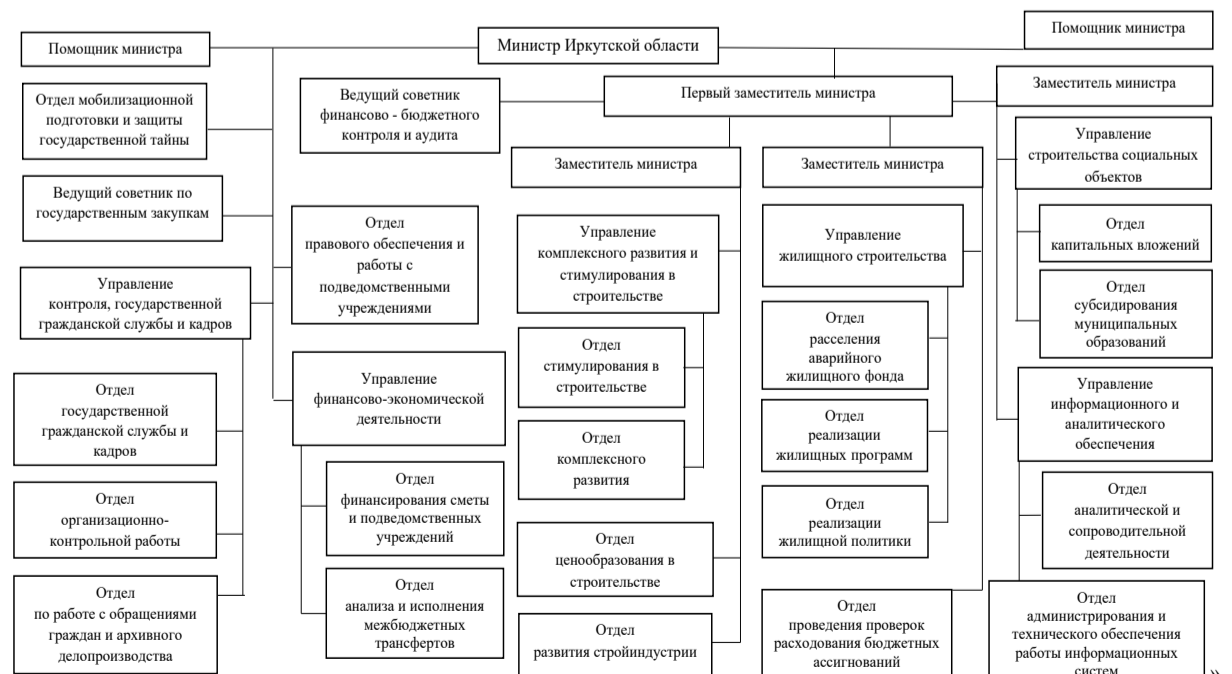 Помощник министра
Министр Иркутской области
Помощник министра
Отдел мобилизационной
подготовки и защиты
государственной тайны
Ведущий советник
финансово - бюджетного
контроля и аудита
Первый заместитель министра
Заместитель министра
Заместитель министра
Заместитель министра
Управление
строительства социальных
объектов
Ведущий советник по
государственным закупкам
Отдел
правового обеспечения и
работы с
подведомственными
учреждениями
Управление
комплексного развития и
стимулирования в
строительстве
Управление
жилищного строительства
Отдел
капитальных вложений
Управление
контроля, государственной
гражданской службы и кадров
Отдел
субсидирования
муниципальных
образований
Отдел
стимулирования в
строительстве
Отдел
расселения
аварийного
жилищного фонда
Управление
финансово-экономической
деятельности
Управление
информационного и
аналитического
обеспечения
Отдел
государственной
гражданской службы и
кадров
Отдел
комплексного
развития
Отдел
реализации
жилищных программ
Отдел
финансирования сметы
и подведомственных
учреждений
Отдел
аналитической и
сопроводительной
деятельности
Отдел
организационно-
контрольной работы
Отдел
реализации
жилищной политики
Отдел
ценообразования в
строительстве
Отдел
по работе с обращениями
граждан и архивного
делопроизводства
Отдел
анализа и исполнения
межбюджетных
трансфертов
Отдел
развития стройиндустрии
Отдел
проведения проверок
расходования бюджетных
ассигнований
Отдел
администрирования и
технического обеспечения
работы информационных
систем
»